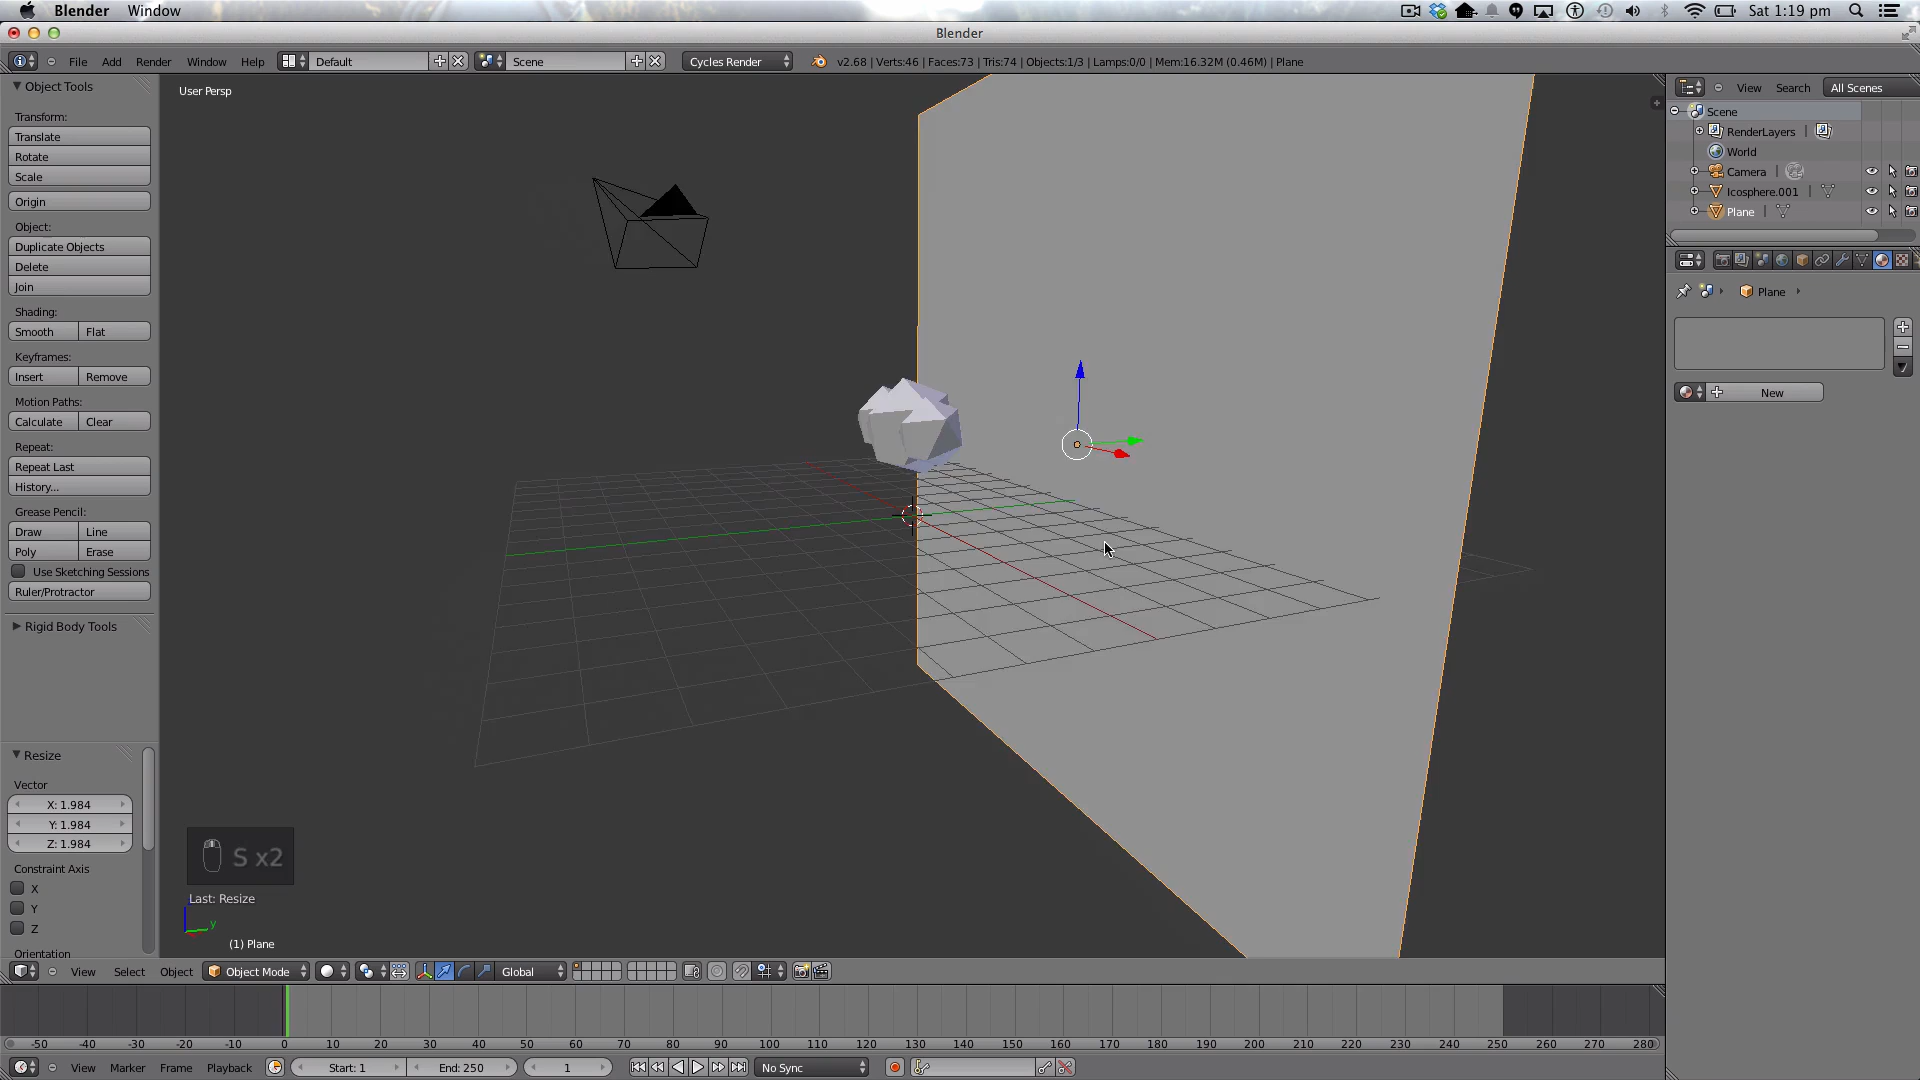 Blender Window Sat 1:19 pm
Blender
File Add Render Window Help Default Scene Cycles Render v2.68 | Verts:46 | Faces:73 | Tris:74 | Objects:1/3 | Lamps:0/0 | Mem:16.32M (0.46M) | Plane
Object Tools
Transform:
Translate
Rotate
Scale
Origin
Object:
Duplicate Objects
Delete
Join
Shading:
Smooth Flat
Keyframes:
Insert Remove
Motion Paths:
Calculate Clear
Repeat:
Repeat Last
History...
Grease Pencil:
Draw Line
Poly Erase
Use Sketching Sessions
Ruler/Protractor
Rigid Body Tools
Resize
Vector
X: 1.984
Y: 1.984
Z: 1.984
Constraint Axis
X
Y
Z
Orientation
User Persp
S x2
Last: Resize
y
(1) Plane
View Search All Scenes
Scene
RenderLayers |
World
Camera |
Icosphere.001 |
Plane |
Plane
New
View Select Object Object Mode Global
-50 -40 -30 -20 -10 0 10 20 30 40 50 60 70 80 90 100 110 120 130 140 150 160 170 180 190 200 210 220 230 240 250 260 270 280
View Marker Frame Playback Start: 1 End: 250 1 No Sync